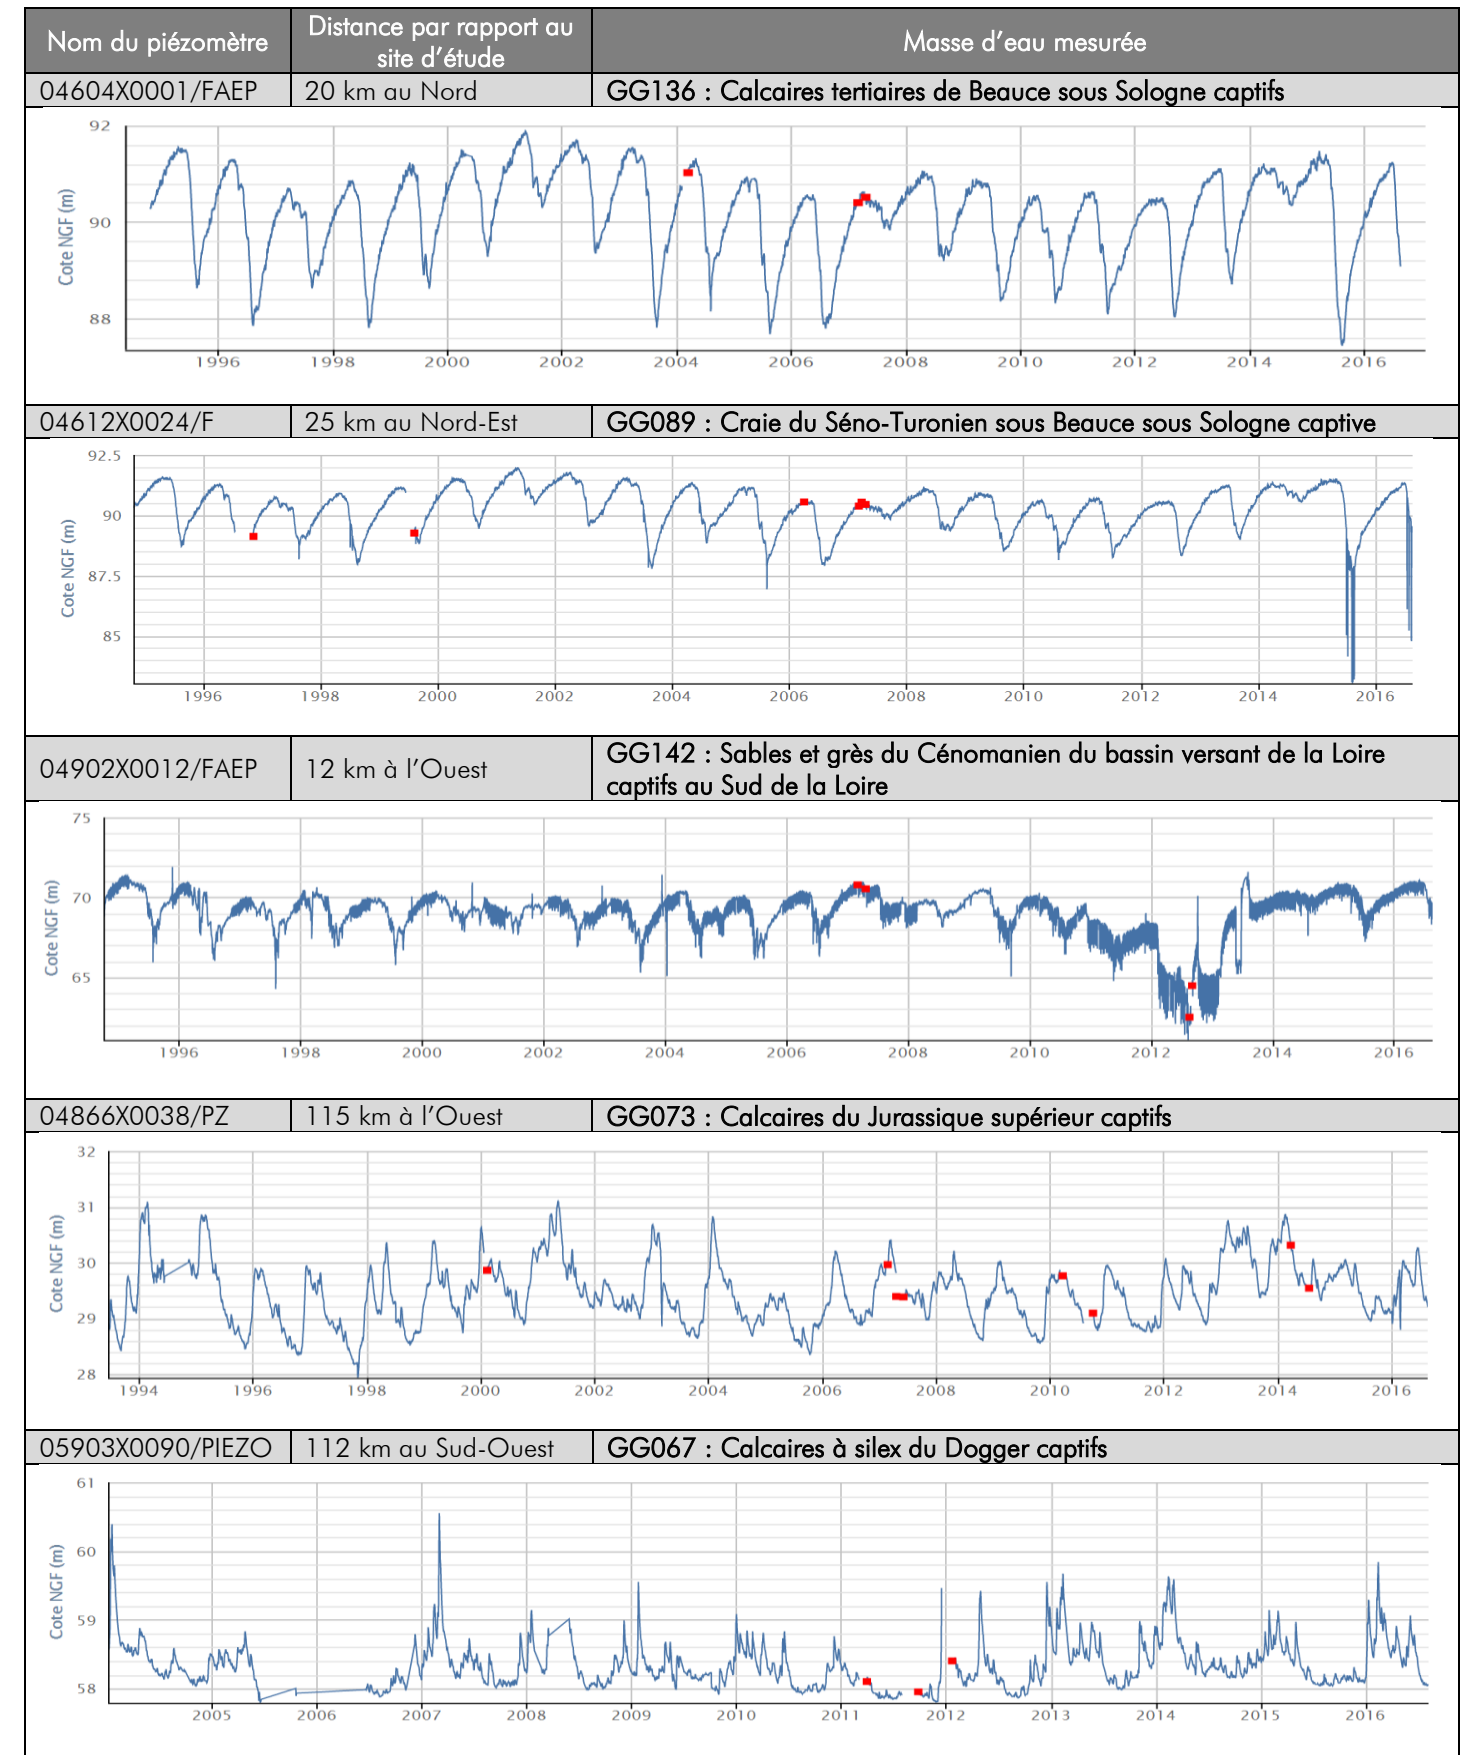 Nom du piézomètre
Distance par rapport au
site d'étude
Masse d'eau mesurée
04604X0001/FAEP
20 km au Nord
GG136 : Calcaires tertiaires de Beauce sous Sologne captifs
92
90
88
Cote NGF (m)
1996 1998 2000 2002 2004 2006 2008 2010 2012 2014 2016
04612X0024/F
25 km au Nord-Est
GG089 : Craie du Séno-Turonien sous Beauce sous Sologne captive
92.5
90
87.5
85
Cote NGF (m)
1996 1998 2000 2002 2004 2006 2008 2010 2012 2014 2016
04902X0012/FAEP
12 km à l'Ouest
GG142 : Sables et grès du Cénomanien du bassin versant de la Loire
captifs au Sud de la Loire
75
70
65
Cote NGF (m)
1996 1998 2000 2002 2004 2006 2008 2010 2012 2014 2016
04866X0038/PZ
115 km à l'Ouest
GG073 : Calcaires du Jurassique supérieur captifs
32
31
30
29
28
Cote NGF (m)
1994 1996 1998 2000 2002 2004 2006 2008 2010 2012 2014 2016
05903X0090/PIEZO
112 km au Sud-Ouest
GG067 : Calcaires à silex du Dogger captifs
61
60
59
58
Cote NGF (m)
2005 2006 2007 2008 2009 2010 2011 2012 2013 2014 2015 2016